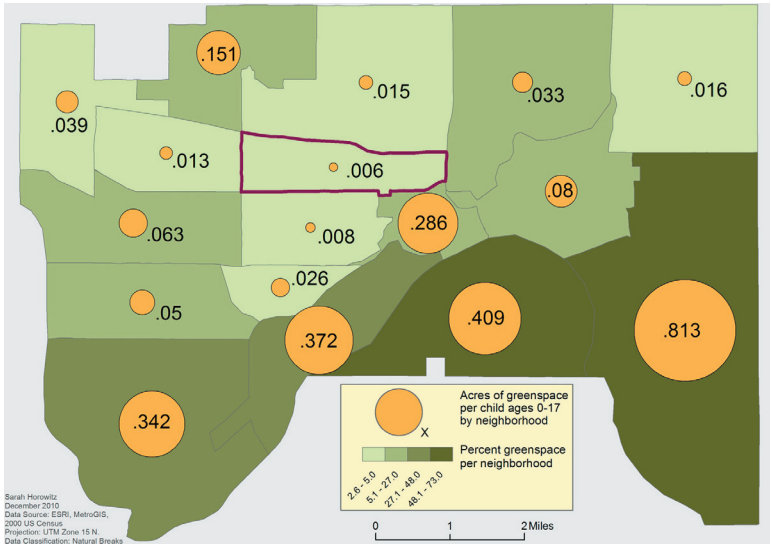 .151
.015
.033
.016
.039
.013
.006
.08
.063
.008
.286
.026
.05
.372
.409
.813
.342
Acres of greenspace
per child ages 0-17
by neighborhood
X
Percent greenspace
per neighborhood
2.6 - 5.0
5.1 - 27.0
27.1 - 48.0
48.1 - 73.0
Sarah Horowitz
December 2010
Data Source: ESRI, MetroGIS,
2000 US Census
Projection: UTM Zone 15 N.
Data Classification: Natural Breaks
0 1 2 Miles